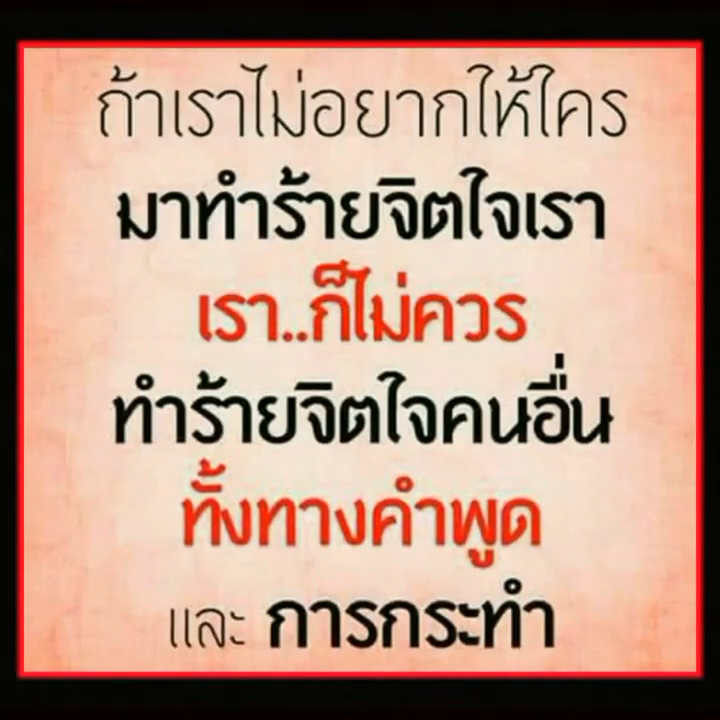 ถ้าเราไม่อยากให้ใคร
มาทำร้ายจิตใจเรา
เรา..ก็ไม่ควร
ทำร้ายจิตใจคนอื่น
ทั้งทางคำพูด
และ การกระทำ